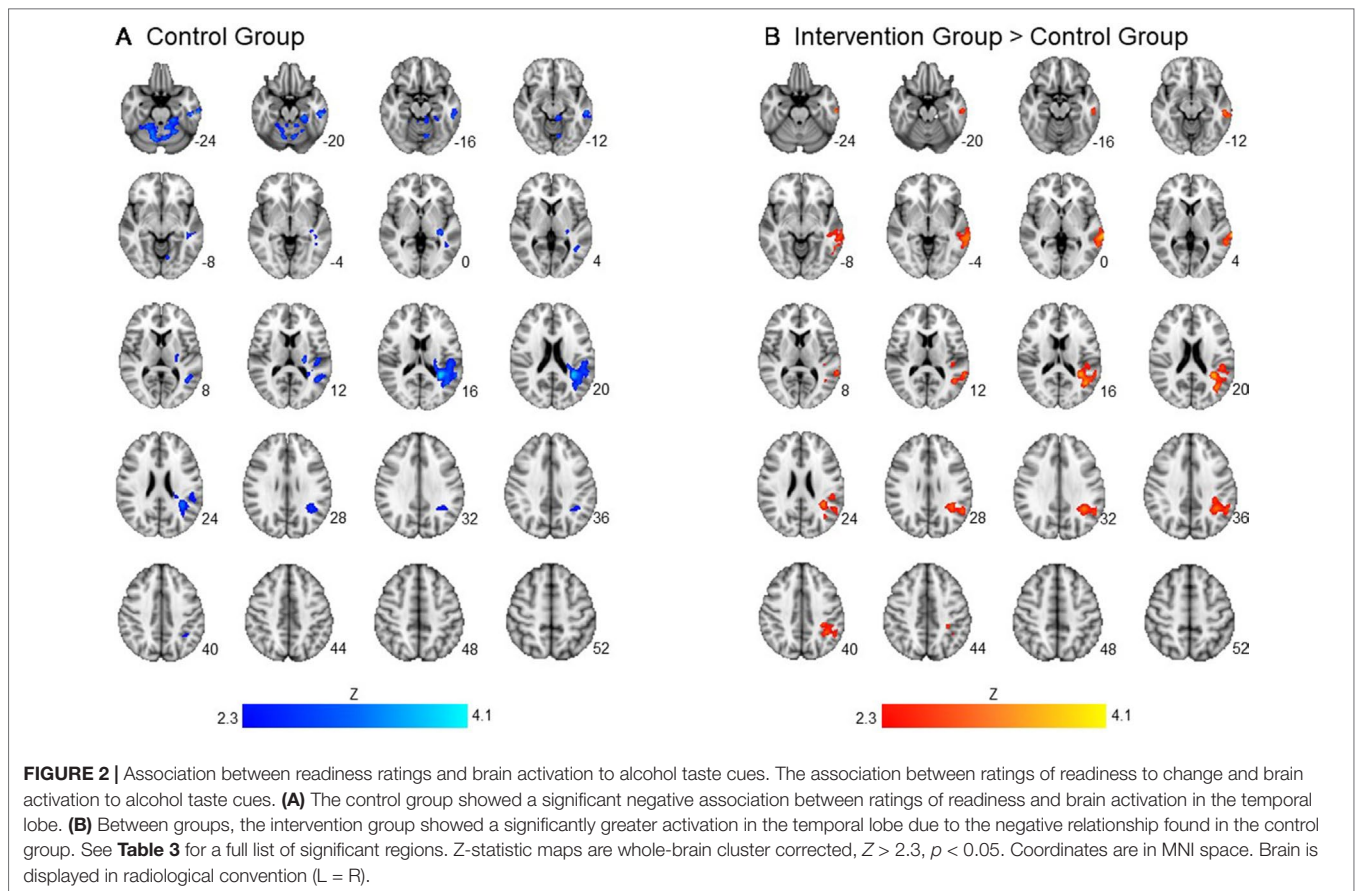 A Control Group
-24 -20 -16 -12
-8 -4 0 4
8 12 16 20
24 28 32 36
40 44 48 52
Z
2.3 4.1
B Intervention Group > Control Group
-24 -20 -16 -12
-8 -4 0 4
8 12 16 20
24 28 32 36
40 44 48 52
Z
2.3 4.1
FIGURE 2 | Association between readiness ratings and brain activation to alcohol taste cues. The association between ratings of readiness to change and brain
activation to alcohol taste cues. (A) The control group showed a significant negative association between ratings of readiness and brain activation in the temporal
lobe. (B) Between groups, the intervention group showed a significantly greater activation in the temporal lobe due to the negative relationship found in the control
group. See Table 3 for a full list of significant regions. Z-statistic maps are whole-brain cluster corrected, Z > 2.3, p < 0.05. Coordinates are in MNI space. Brain is
displayed in radiological convention (L = R).